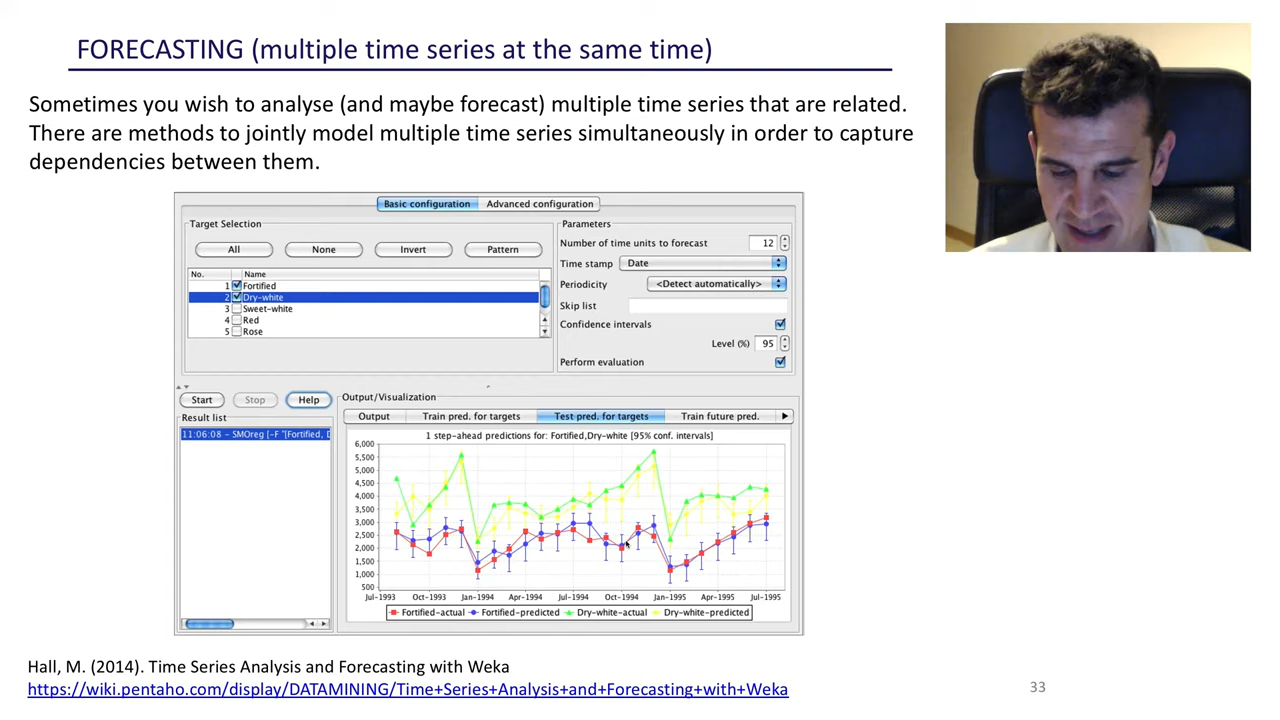 FORECASTING (multiple time series at the same time)
Sometimes you wish to analyse (and maybe forecast) multiple time series that are related.
There are methods to jointly model multiple time series simultaneously in order to capture
dependencies between them.
Basic configuration Advanced configuration
Target Selection
All None Invert Pattern
No. Name
1 Fortified
2 Dry-white
3 Sweet-white
4 Red
5 Rose
Parameters
Number of time units to forecast 12
Time stamp Date
Periodicity <Detect automatically>
Skip list
Confidence intervals
Level (%) 95
Perform evaluation
Start Stop Help
Result list
11:06:08 - SMOreg [-F "[Fortified, D
Output/Visualization
Output Train pred. for targets Test pred. for targets Train future pred.
1 step-ahead predictions for: Fortified,Dry-white [95% conf. intervals]
6,000
5,500
5,000
4,500
4,000
3,500
3,000
2,500
2,000
1,500
1,000
500
Jul-1993 Oct-1993 Jan-1994 Apr-1994 Jul-1994 Oct-1994 Jan-1995 Apr-1995 Jul-1995
Fortified-actual Fortified-predicted Dry-white-actual Dry-white-predicted
Hall, M. (2014). Time Series Analysis and Forecasting with Weka
https://wiki.pentaho.com/display/DATAMINING/Time+Series+Analysis+and+Forecasting+with+Weka
33